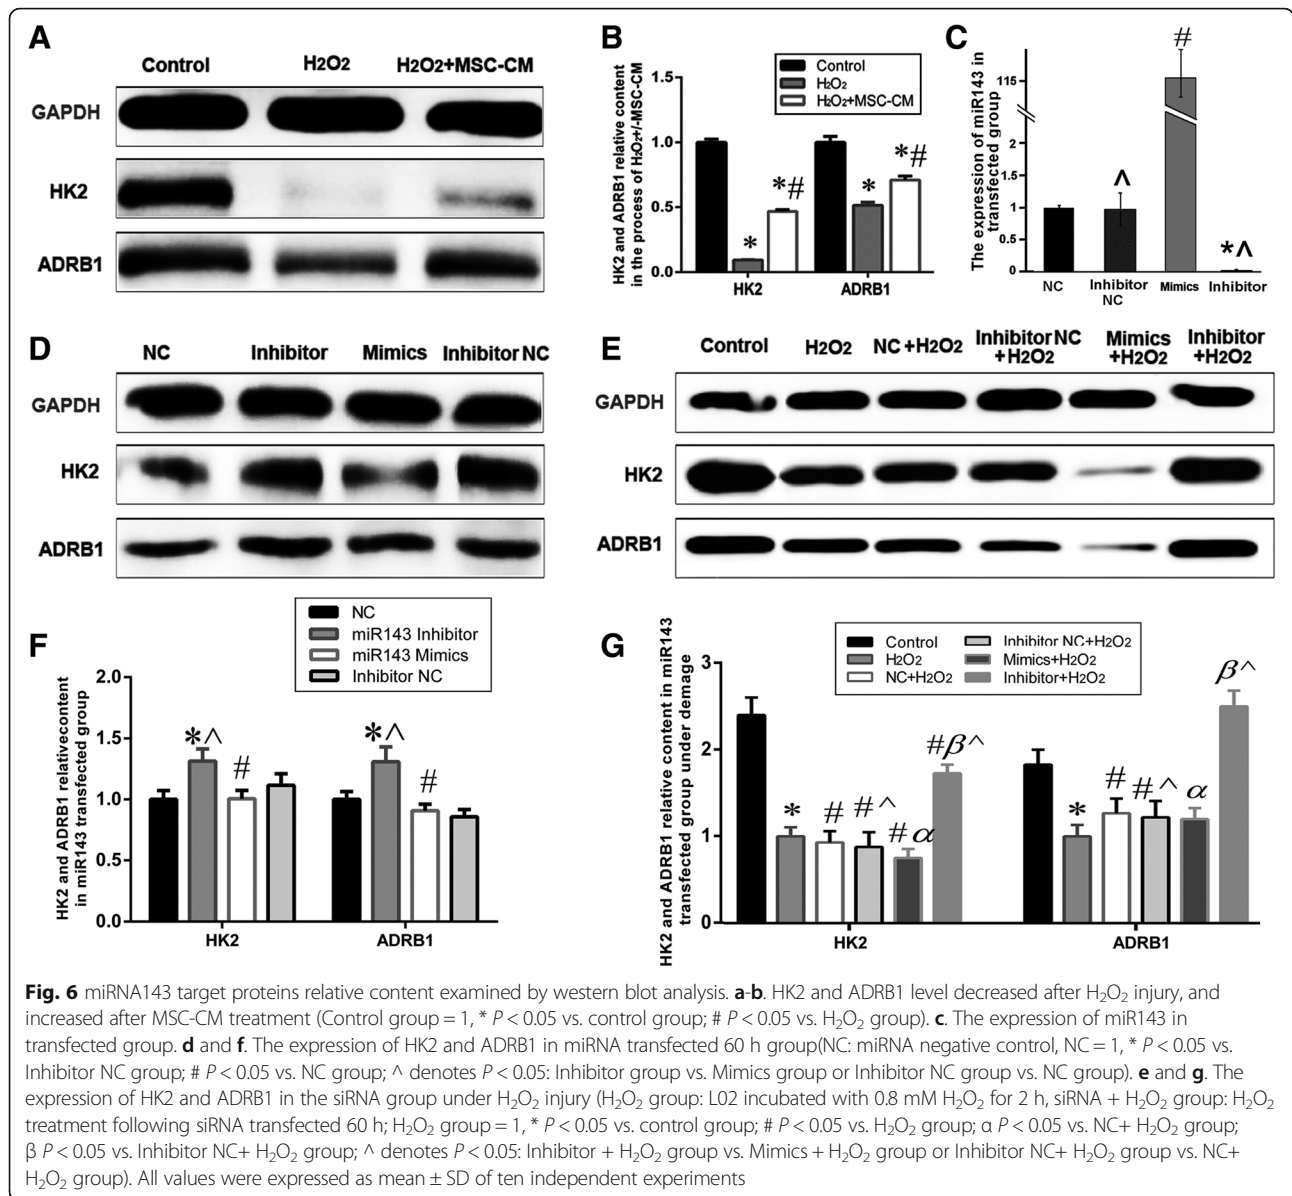 A
Control H2O2 H2O2+MSC-CM
GAPDH
HK2
ADRB1
B
HK2 and ADRB1 relative content
in the process of H2O2+/-MSC-CM
Control
H2O2
H2O2+MSC-CM
1.5
1.0
0.5
0.0
* *# * *#
HK2 ADRB1
C
The expression of miR143 in
transfected group
115
2
1.5
1
0.5
0
^ # *^
NC Inhibitor NC Mimics Inhibitor
D
NC Inhibitor Mimics Inhibitor NC
GAPDH
HK2
ADRB1
E
Control H2O2 NC+H2O2 Inhibitor NC +H2O2 Mimics +H2O2 Inhibitor +H2O2
GAPDH
HK2
ADRB1
F
NC
miR143 Inhibitor
miR143 Mimics
Inhibitor NC
HK2 and ADRB1 relativecontent
in miR143 transfected group
2.0
1.5
1.0
0.5
0.0
*^ # *^ #
HK2 ADRB1
G
Control
H2O2
NC+H2O2
Inhibitor NC+H2O2
Mimics+H2O2
Inhibitor+H2O2
HK2 and ADRB1 relative content in miR143
transfected group under demage
3
2
1
0
* # #^ #α #β^ * # #^ α β^
HK2 ADRB1
Fig. 6 miRNA143 target proteins relative content examined by western blot analysis. a-b. HK2 and ADRB1 level decreased after H2O2 injury, and
increased after MSC-CM treatment (Control group = 1, * P < 0.05 vs. control group; # P < 0.05 vs. H2O2 group). c. The expression of miR143 in
transfected group. d and f. The expression of HK2 and ADRB1 in miRNA transfected 60 h group(NC: miRNA negative control, NC = 1, * P < 0.05 vs.
Inhibitor NC group; # P < 0.05 vs. NC group; ^ denotes P < 0.05: Inhibitor group vs. Mimics group or Inhibitor NC group vs. NC group). e and g. The
expression of HK2 and ADRB1 in the siRNA group under H2O2 injury (H2O2 group: L02 incubated with 0.8 mM H2O2 for 2 h, siRNA + H2O2 group: H2O2
treatment following siRNA transfected 60 h; H2O2 group = 1, * P < 0.05 vs. control group; # P < 0.05 vs. H2O2 group; α P < 0.05 vs. NC+ H2O2 group;
β P < 0.05 vs. Inhibitor NC+ H2O2 group; ^ denotes P < 0.05: Inhibitor + H2O2 group vs. Mimics + H2O2 group or Inhibitor NC+ H2O2 group vs. NC+
H2O2 group). All values were expressed as mean ± SD of ten independent experiments